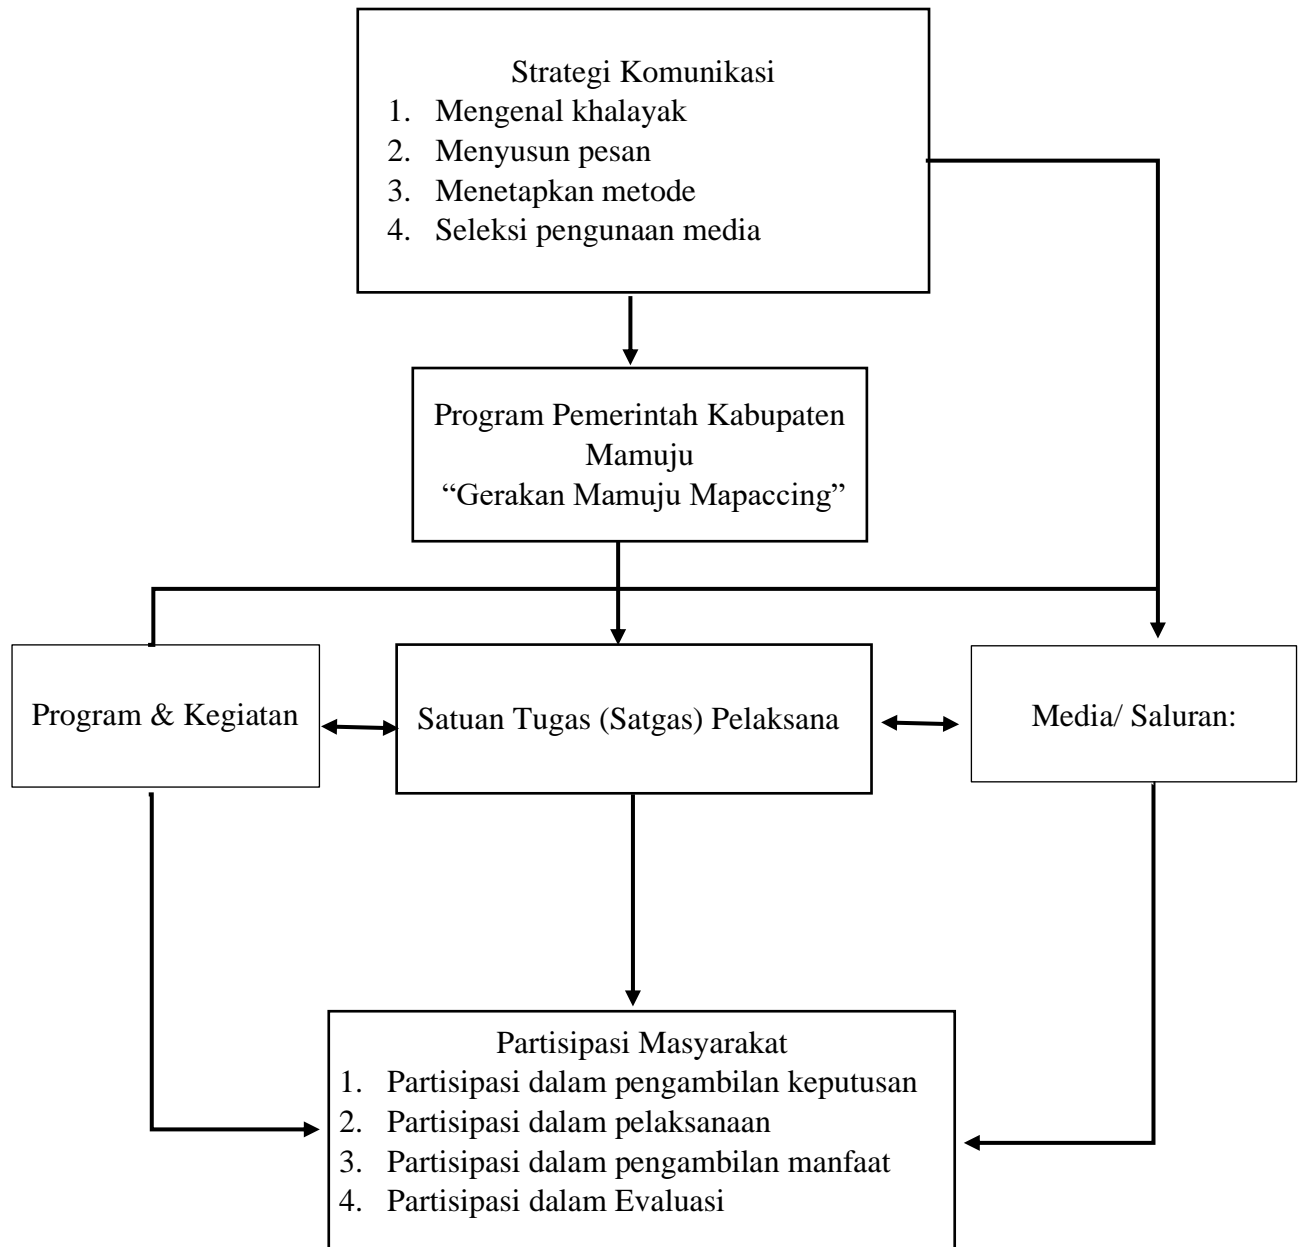 Strategi Komunikasi
1. Mengenal khalayak
2. Menyusun pesan
3. Menetapkan metode
4. Seleksi pengunaan media
Program Pemerintah Kabupaten
Mamuju
“Gerakan Mamuju Mapaccing”
Program & Kegiatan
Satuan Tugas (Satgas) Pelaksana
Media/ Saluran:
Partisipasi Masyarakat
1. Partisipasi dalam pengambilan keputusan
2. Partisipasi dalam pelaksanaan
3. Partisipasi dalam pengambilan manfaat
4. Partisipasi dalam Evaluasi